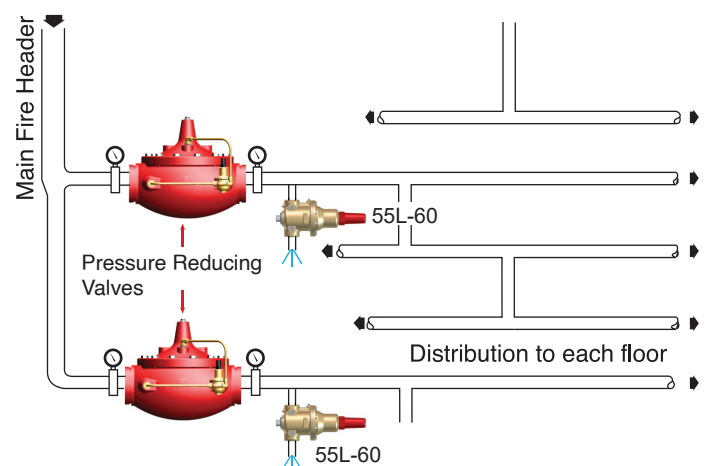 Main Fire Header
55L-60
Pressure Reducing
Valves
Distribution to each floor
55L-60